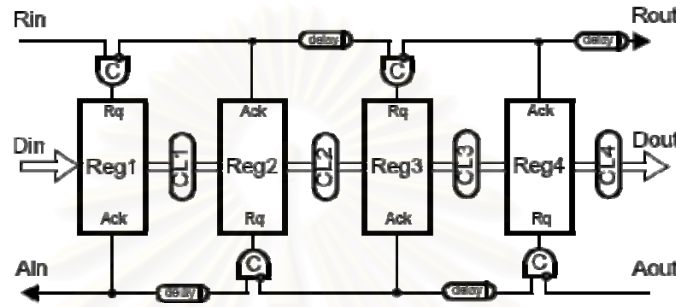 Rin
delay
Rout
delay
C
C
Rq
Ack
Rq
Ack
Din
Reg1
CL1
Reg2
CL2
Reg3
CL3
Reg4
CL4
Dout
Ack
Rq
Ack
Rq
C
C
Ain
delay
delay
Aout